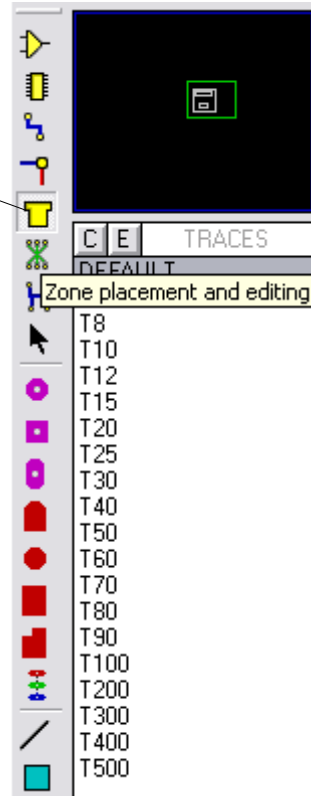 C E TRACES
DEFAULT
Zone placement and editing
T8
T10
T12
T15
T20
T25
T30
T40
T50
T60
T70
T80
T90
T100
T200
T300
T400
T500